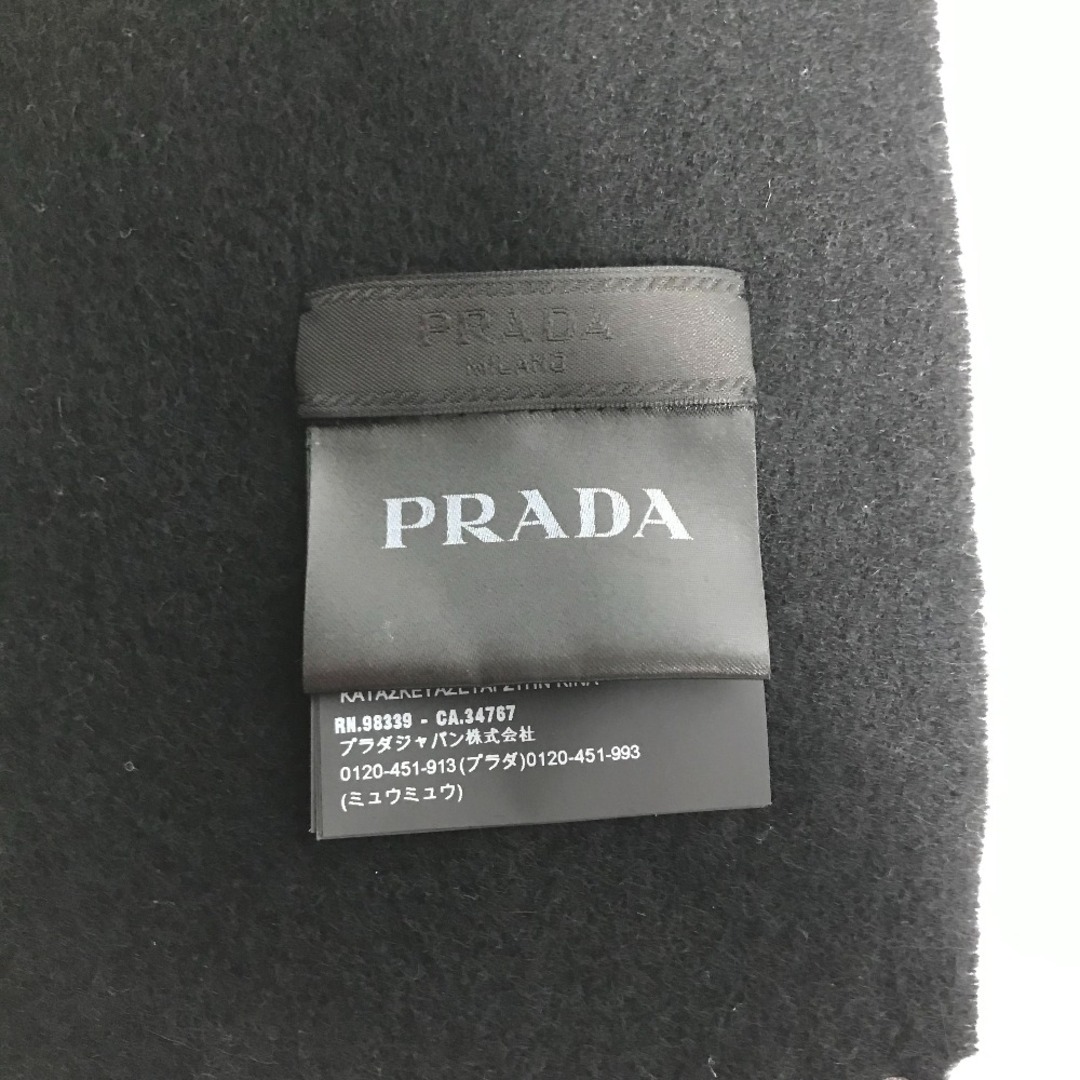 PRADA
MILANO
PRADA
RN.98339 - CA.34767
プラダジャパン株式会社
0120-451-913(プラダ)0120-451-993
(ミュウミュウ)